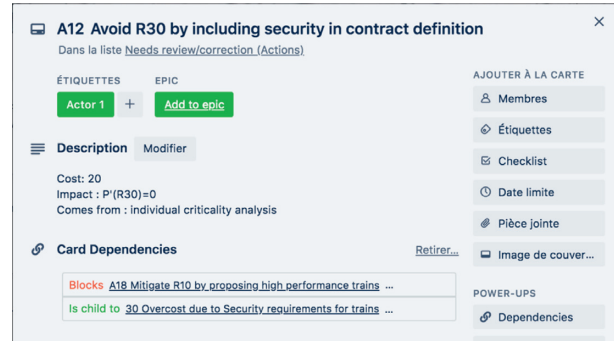 A12 Avoid R30 by including security in contract definition
Dans la liste Needs review/correction (Actions)
ÉTIQUETTES EPIC
Actor 1 + Add to epic
Description Modifier
Cost: 20
Impact : P'(R30)=0
Comes from : individual criticality analysis
Card Dependencies Retirer...
Blocks A18 Mitigate R10 by proposing high performance trains ...
Is child to 30 Overcost due to Security requirements for trains ...
AJOUTER À LA CARTE
Membres
Étiquettes
Checklist
Date limite
Pièce jointe
Image de couver...
POWER-UPS
Dependencies